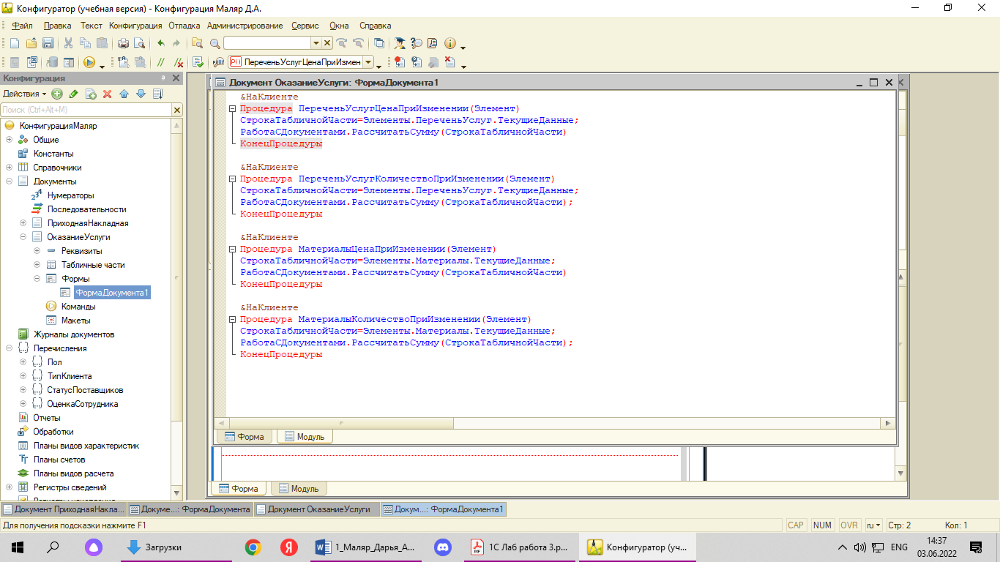 Конфигуратор (учебная версия) - Конфигурация Маляр Д.А.
Файл Правка Текст Конфигурация Отладка Администрирование Сервис Окна Справка
ПереченьУслугЦенаПриИзмен
Конфигурация
Действия
Поиск (Ctrl+Alt+M)
КонфигурацияМаляр
Общие
Константы
Справочники
Документы
Нумераторы
Последовательности
ПриходнаяНакладная
ОказаниеУслуги
Реквизиты
Табличные части
Формы
ФормаДокумента1
Команды
Макеты
Журналы документов
Перечисления
Пол
ТипКлиента
СтатусПоставщиков
ОценкаСотрудника
Отчеты
Обработки
Планы видов характеристик
Планы счетов
Планы видов расчета
Регистры сведений
Документ ОказаниеУслуги: ФормаДокумента1
&НаКлиенте
Процедура ПереченьУслугЦенаПриИзменении(Элемент)
СтрокаТабличнойЧасти=Элементы.ПереченьУслуг.ТекущиеДанные;
РаботаСДокументами.РассчитатьСумму(СтрокаТабличнойЧасти)
КонецПроцедуры
&НаКлиенте
Процедура ПереченьУслугКоличествоПриИзменении(Элемент)
СтрокаТабличнойЧасти=Элементы.ПереченьУслуг.ТекущиеДанные;
РаботаСДокументами.РассчитатьСумму(СтрокаТабличнойЧасти);
КонецПроцедуры
&НаКлиенте
Процедура МатериалыЦенаПриИзменении(Элемент)
СтрокаТабличнойЧасти=Элементы.Материалы.ТекущиеДанные;
РаботаСДокументами.РассчитатьСумму(СтрокаТабличнойЧасти)
КонецПроцедуры
&НаКлиенте
Процедура МатериалыКоличествоПриИзменении(Элемент)
СтрокаТабличнойЧасти=Элементы.Материалы.ТекущиеДанные;
РаботаСДокументами.РассчитатьСумму(СтрокаТабличнойЧасти);
КонецПроцедуры
Форма Модуль
Форма Модуль
Документ ПриходнаяНакла... Докуме...: ФормаДокумента Документ ОказаниеУслуги Докум...: ФормаДокумента1
Для получения подсказки нажмите F1 CAP NUM OVR ru Стр: 2 Кол: 1
Загрузки 1_Маляр_Дарья_А... 1С Лаб работа 3.p... Конфигуратор (уч... ENG 14:37
03.06.2022